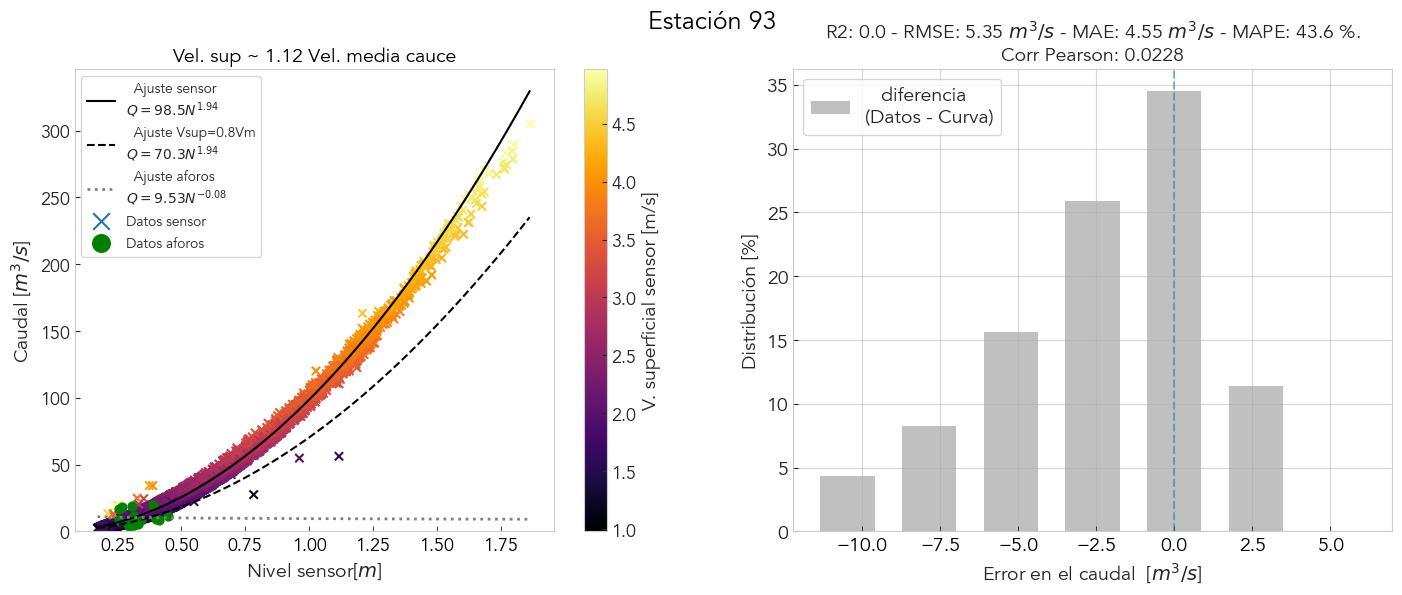 Estación 93
Vel. sup ~ 1.12 Vel. media cauce
Ajuste sensor
Q = 98.5N^1.94
Ajuste Vsup=0.8Vm
Q = 70.3N^1.94
Ajuste aforos
Q = 9.53N^−0.08
Datos sensor
Datos aforos
Caudal [m^3/s]
300
250
200
150
100
50
0
0.25 0.50 0.75 1.00 1.25 1.50 1.75
Nivel sensor[m]
4.5
4.0
3.5
3.0
2.5
2.0
1.5
1.0
V. superficial sensor [m/s]
R2: 0.0 - RMSE: 5.35 m^3/s - MAE: 4.55 m^3/s - MAPE: 43.6 %.
Corr Pearson: 0.0228
diferencia
(Datos - Curva)
Distribución [%]
35
30
25
20
15
10
5
0
−10.0 −7.5 −5.0 −2.5 0.0 2.5 5.0
Error en el caudal [m^3/s]